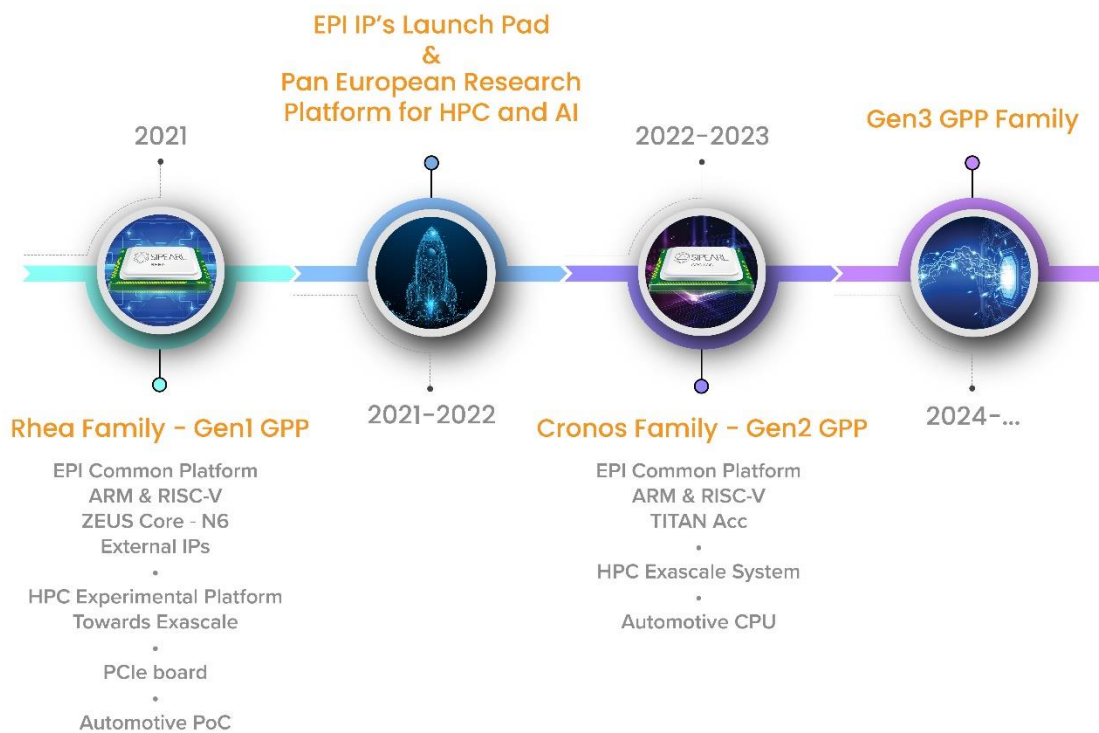 EPI IP's Launch Pad
&
Pan European Research
Platform for HPC and AI
2021
2022-2023
Gen3 GPP Family
SIPEARL
SIPEARL
2021-2022
2024-...
Rhea Family - Gen1 GPP
EPI Common Platform
ARM & RISC-V
ZEUS Core - N6
External IPs
•
HPC Experimental Platform
Towards Exascale
•
PCIe board
•
Automotive PoC
Cronos Family - Gen2 GPP
EPI Common Platform
ARM & RISC-V
TITAN Acc
•
HPC Exascale System
•
Automotive CPU